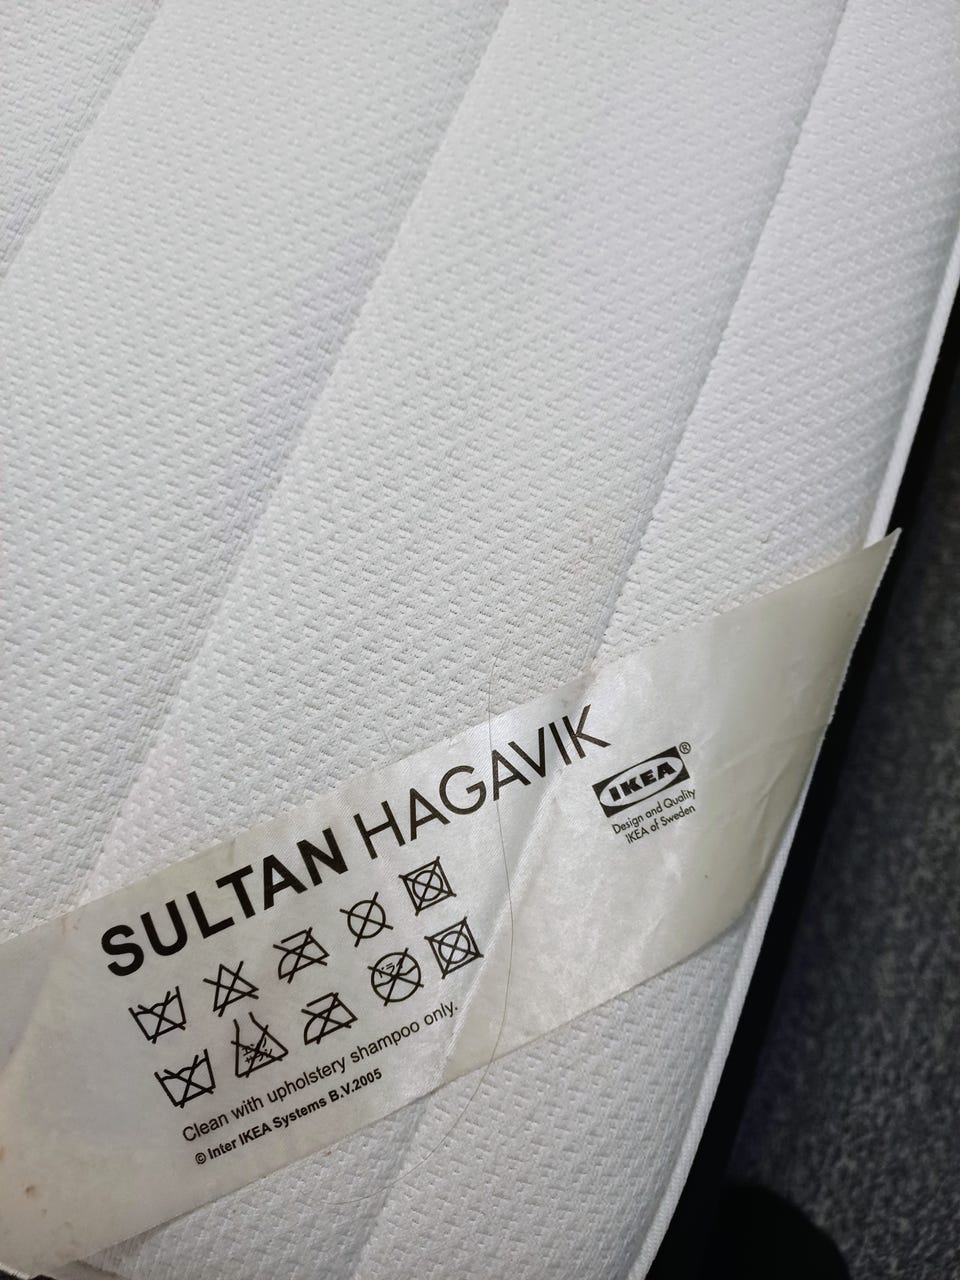 SULTAN HAGAVIK
IKEA®
Design and Quality
IKEA of Sweden
Clean with upholstery shampoo only.
© Inter IKEA Systems B.V.2005